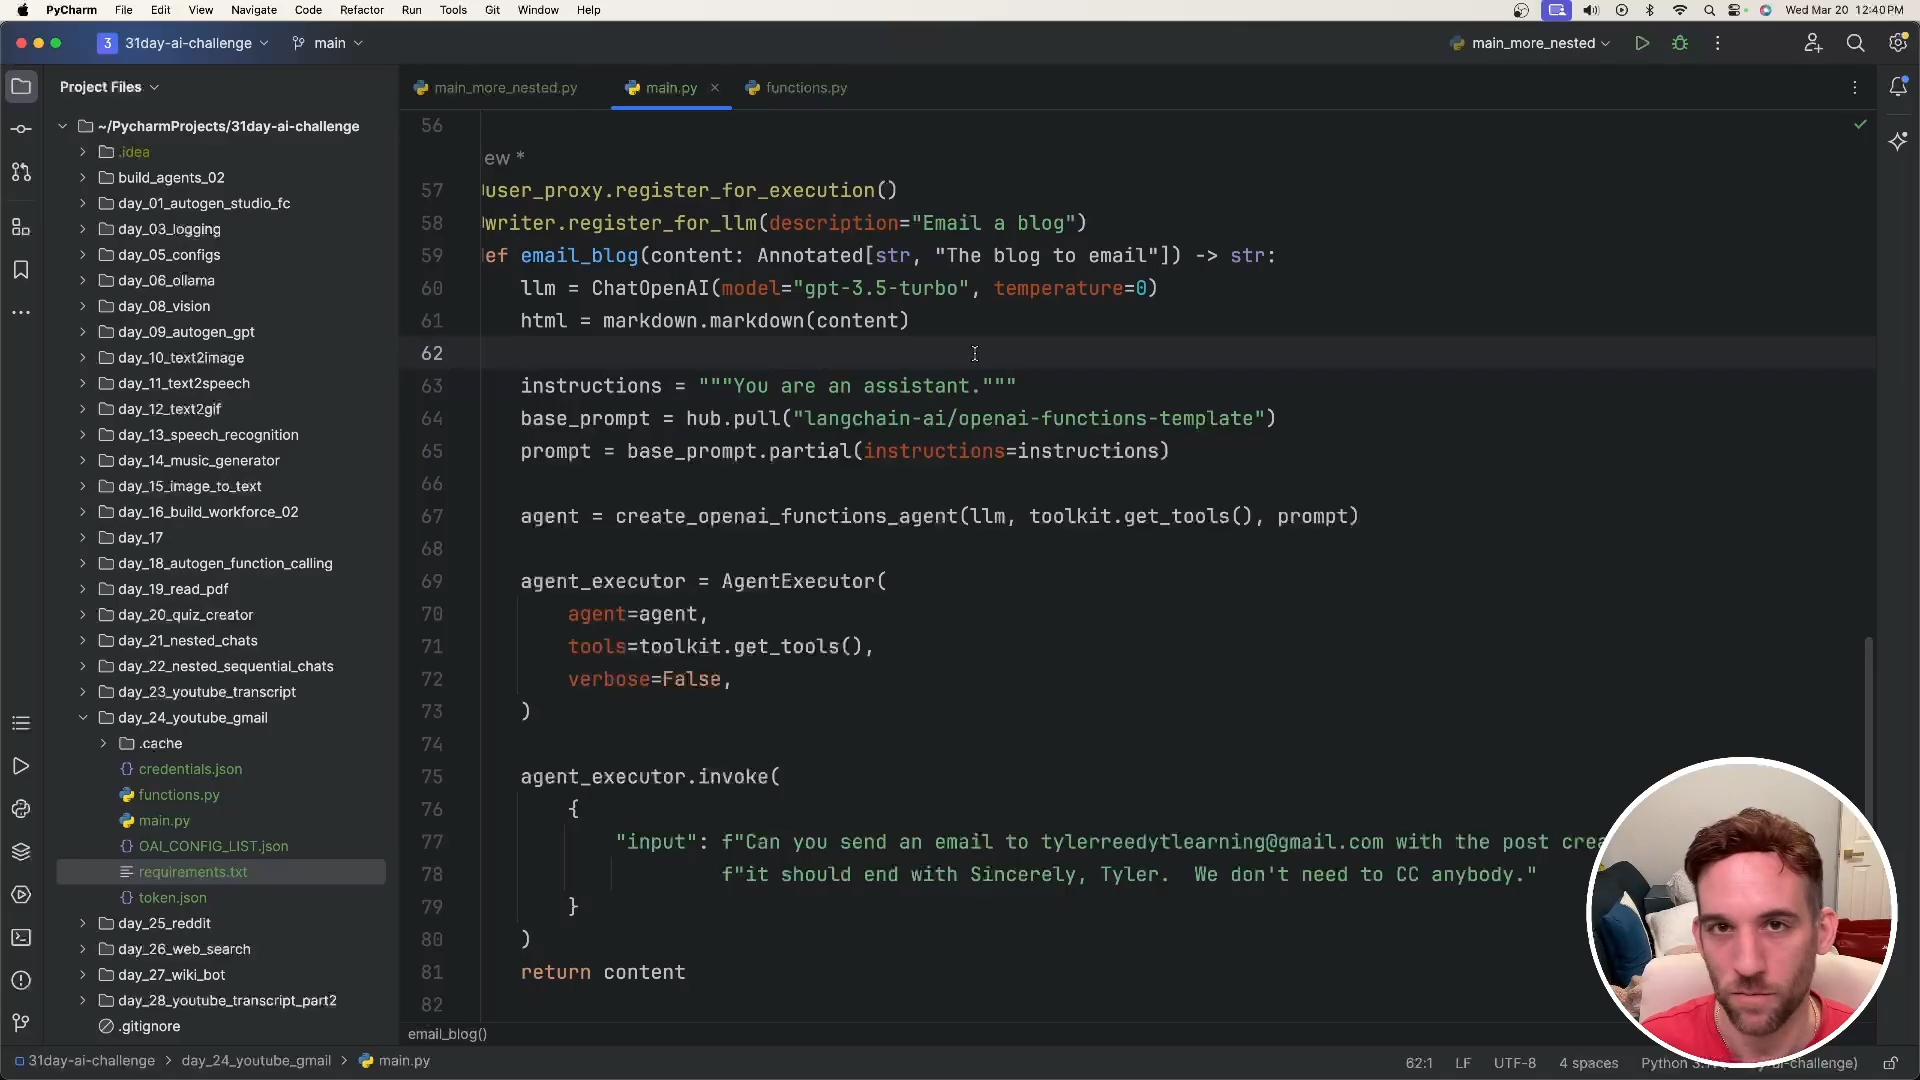 PyCharm File Edit View Navigate Code Refactor Run Tools Git Window Help Wed Mar 20 12:40 PM
3 31day-ai-challenge main main_more_nested
Project Files
main_more_nested.py main.py functions.py
~/PycharmProjects/31day-ai-challenge
.idea
build_agents_02
day_01_autogen_studio_fc
day_03_logging
day_05_configs
day_06_ollama
day_08_vision
day_09_autogen_gpt
day_10_text2image
day_11_text2speech
day_12_text2gif
day_13_speech_recognition
day_14_music_generator
day_15_image_to_text
day_16_build_workforce_02
day_17
day_18_autogen_function_calling
day_19_read_pdf
day_20_quiz_creator
day_21_nested_chats
day_22_nested_sequential_chats
day_23_youtube_transcript
day_24_youtube_gmail
.cache
credentials.json
functions.py
main.py
OAI_CONFIG_LIST.json
requirements.txt
token.json
day_25_reddit
day_26_web_search
day_27_wiki_bot
day_28_youtube_transcript_part2
.gitignore
56
ew *
57 user_proxy.register_for_execution()
58 writer.register_for_llm(description="Email a blog")
59 ef email_blog(content: Annotated[str, "The blog to email"]) -> str:
60 llm = ChatOpenAI(model="gpt-3.5-turbo", temperature=0)
61 html = markdown.markdown(content)
62
63 instructions = """You are an assistant."""
64 base_prompt = hub.pull("langchain-ai/openai-functions-template")
65 prompt = base_prompt.partial(instructions=instructions)
66
67 agent = create_openai_functions_agent(llm, toolkit.get_tools(), prompt)
68
69 agent_executor = AgentExecutor(
70 agent=agent,
71 tools=toolkit.get_tools(),
72 verbose=False,
73 )
74
75 agent_executor.invoke(
76 {
77 "input": f"Can you send an email to tylerreedytlearning@gmail.com with the post crea
78 f"it should end with Sincerely, Tyler. We don't need to CC anybody."
79 }
80 )
81 return content
82
email_blog()
31day-ai-challenge > day_24_youtube_gmail > main.py 62:1 LF UTF-8 4 spaces Python 3. ai-challenge)